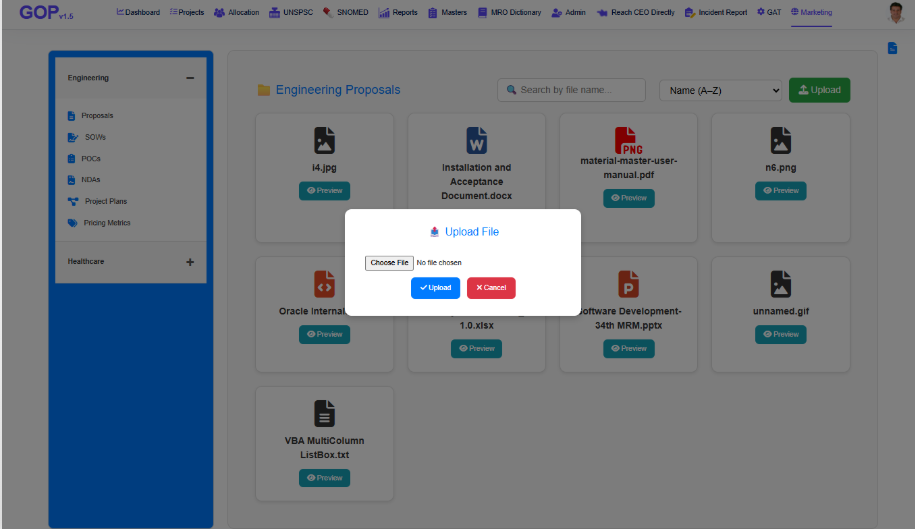 GOP v1.5
Dashboard Projects Allocation UNSPSC SNOMED Reports Masters MRO Dictionary Admin Reach CEO Directly Incident Report GAT Marketing
Engineering
Proposals
SOWs
POCs
NDAs
Project Plans
Pricing Metrics
Healthcare
Engineering Proposals
Search by file name...
Name (A–Z)
Upload
i4.jpg
Preview
W
Installation and
Acceptance
Document.docx
PNG
material-master-user-
manual.pdf
Preview
n6.png
Preview
Upload File
Choose File No file chosen
Upload
Cancel
Oracle Internal
Preview
1.0.xlsx
Preview
P
Software Development-
34th MRM.pptx
Preview
unnamed.gif
Preview
VBA MultiColumn
ListBox.txt
Preview